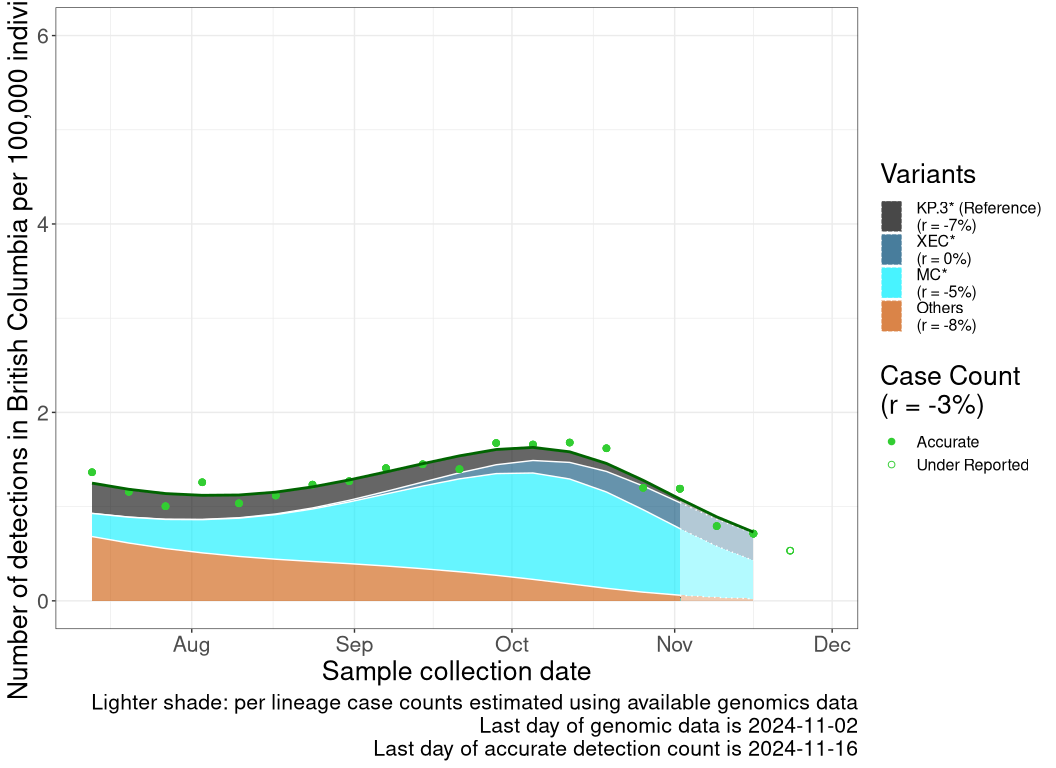 Number of detections in British Columbia per 100,000
6
4
2
0
Aug Sep Oct Nov Dec
Sample collection date
Lighter shade: per lineage case counts estimated using available genomics data
Last day of genomic data is 2024-11-02
Last day of accurate detection count is 2024-11-16
Variants
KP.3* (Reference)
(r = -7%)
XEC*
(r = 0%)
MC*
(r = -5%)
Others
(r = -8%)
Case Count
(r = -3%)
Accurate
Under Reported